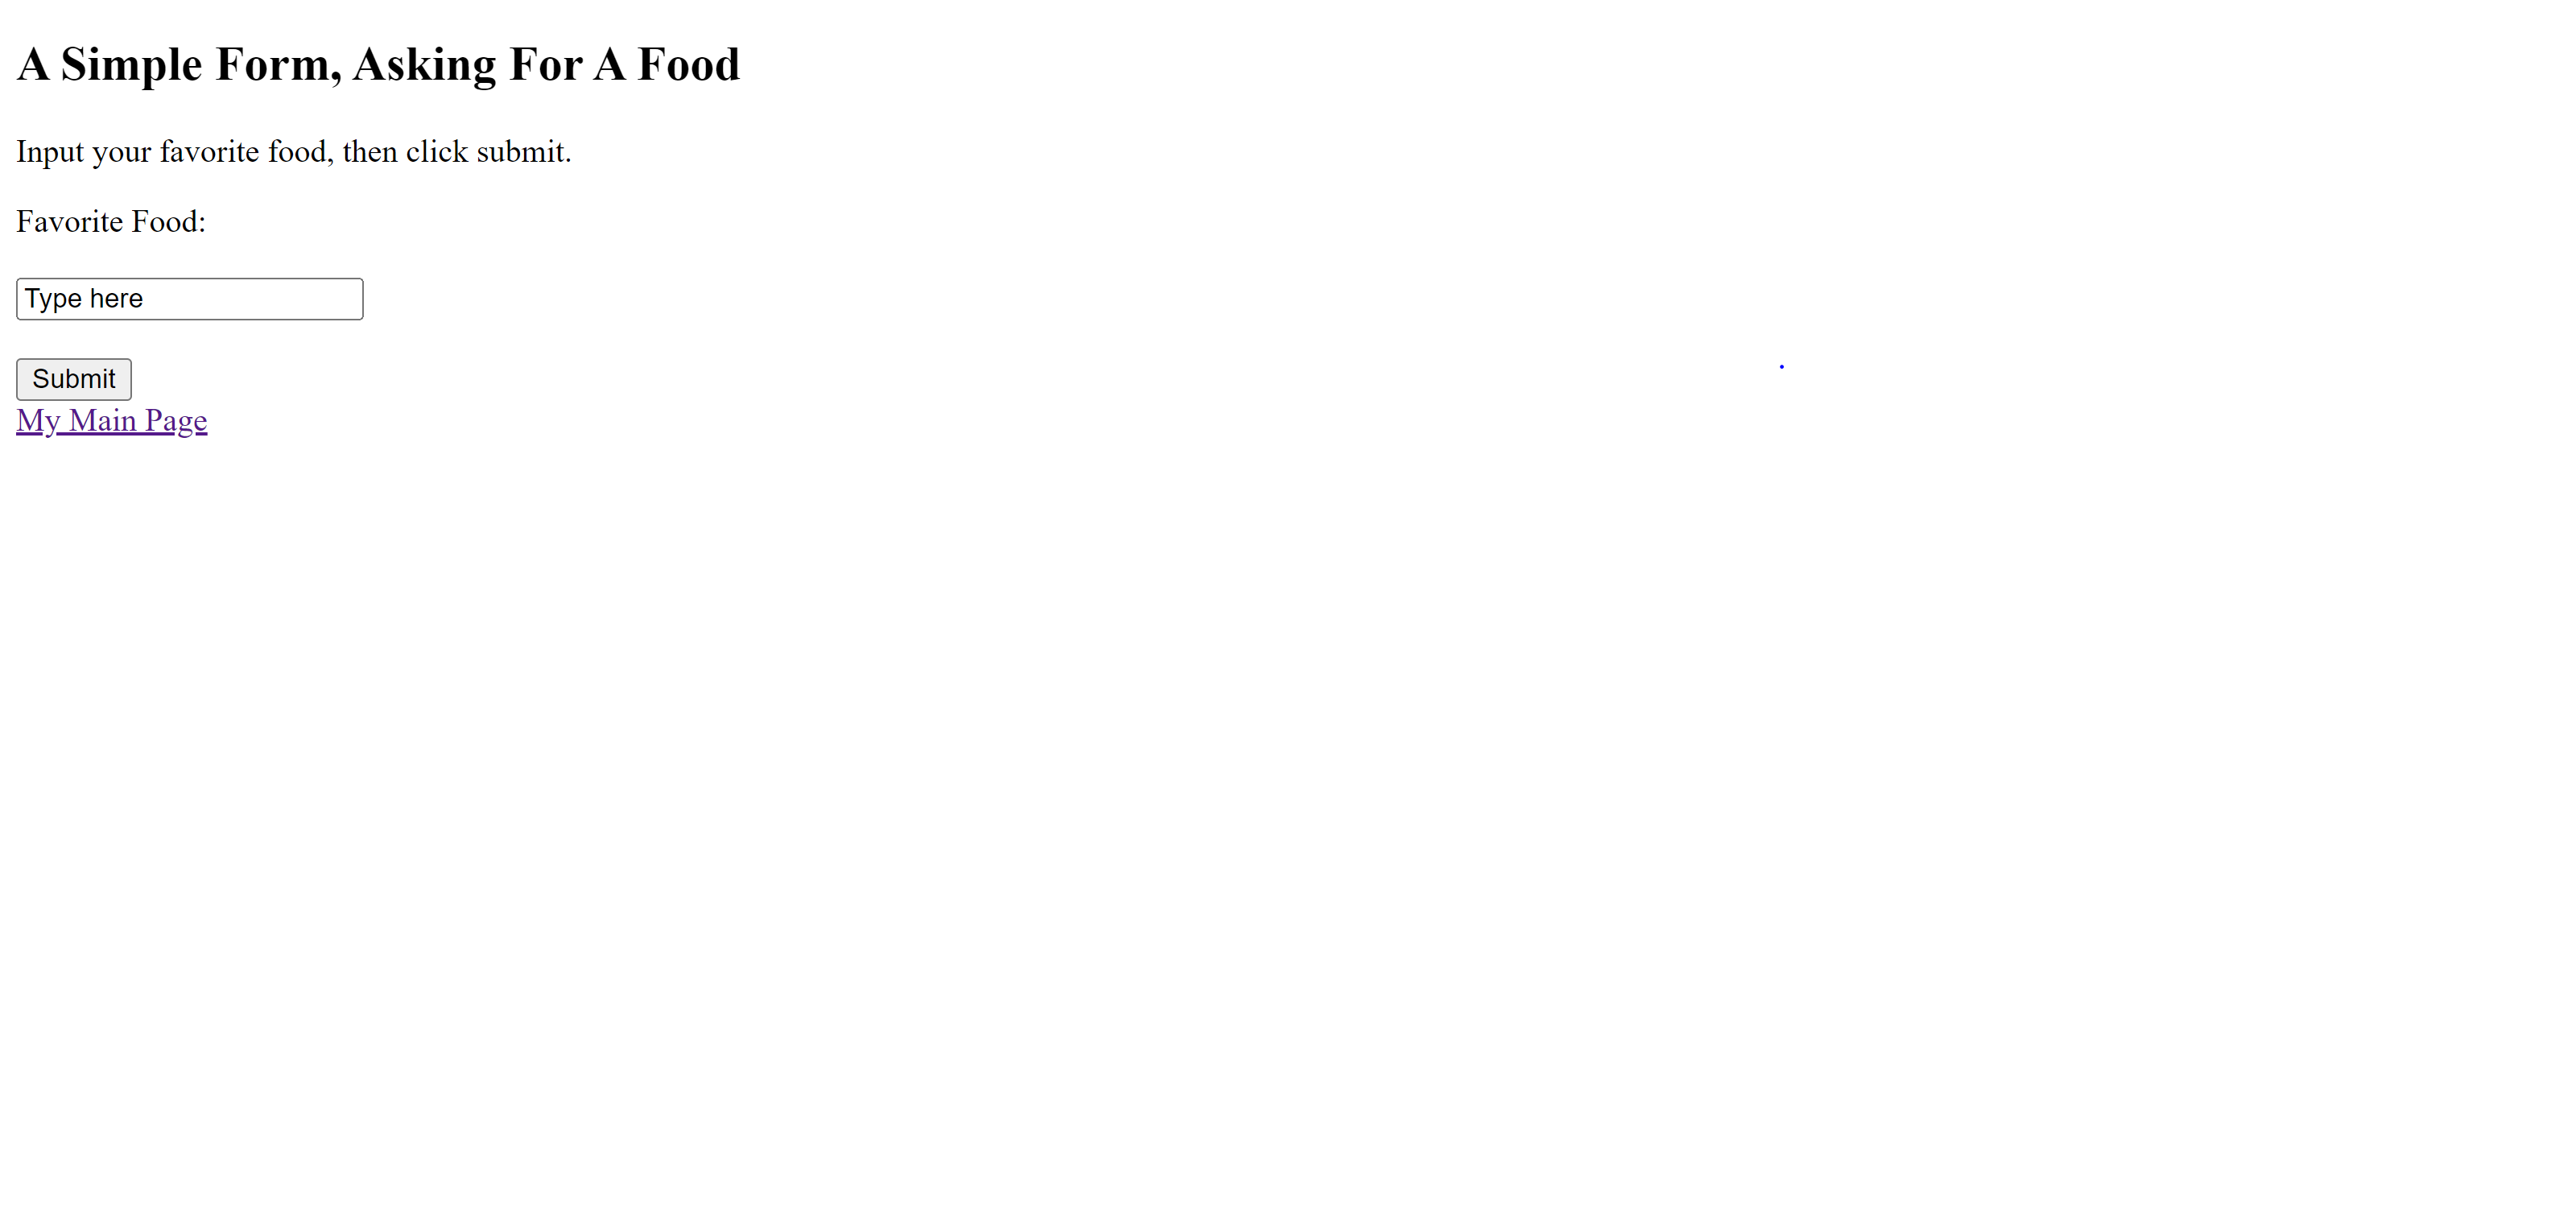 A Simple Form, Asking For A Food
Input your favorite food, then click submit.
Favorite Food:
Type here
Submit
My Main Page